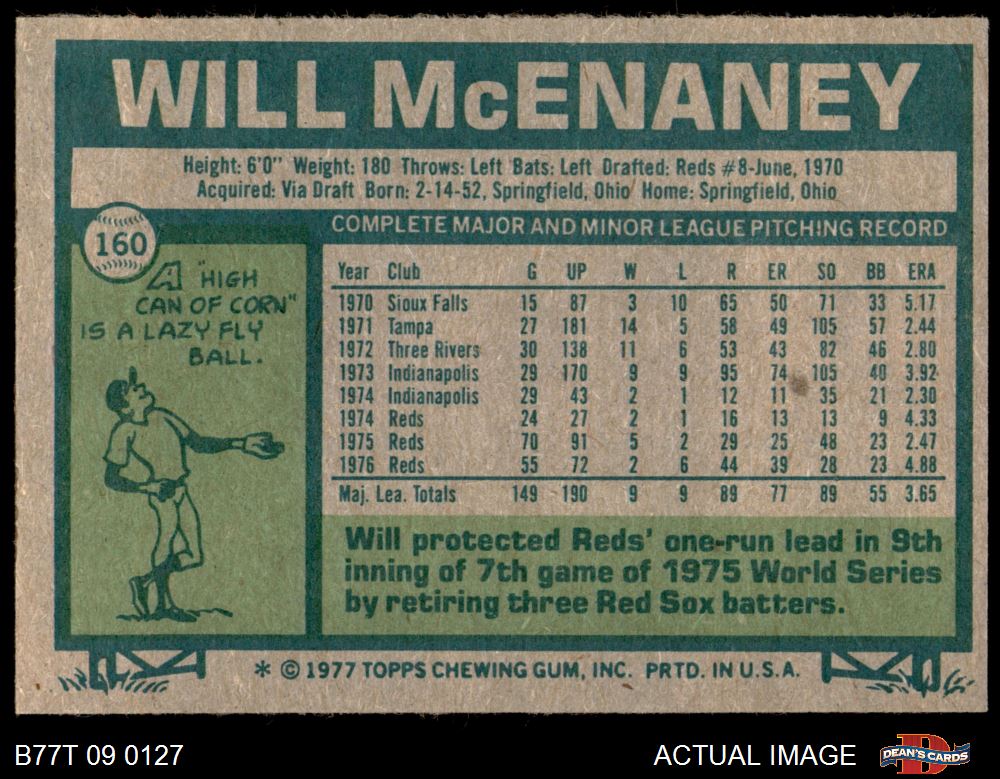 WILL McENANEY
Height: 6'0" Weight: 180 Throws: Left Bats: Left Drafted: Reds #8-June, 1970
Acquired: Via Draft Born: 2-14-52, Springfield, Ohio Home: Springfield, Ohio
160
COMPLETE MAJOR AND MINOR LEAGUE PITCHING RECORD
A "HIGH
CAN OF CORN"
IS A LAZY FLY
BALL.
Year Club G UP W L R ER SO BB ERA
1970 Sioux Falls 15 87 3 10 65 50 71 33 5.17
1971 Tampa 27 181 14 5 58 49 105 57 2.44
1972 Three Rivers 30 138 11 6 53 43 82 46 2.80
1973 Indianapolis 29 170 9 9 95 74 105 40 3.92
1974 Indianapolis 29 43 2 1 12 11 35 21 2.30
1974 Reds 24 27 2 1 16 13 13 9 4.33
1975 Reds 70 91 5 2 29 25 48 23 2.47
1976 Reds 55 72 2 6 44 39 28 23 4.88
Maj. Lea. Totals 149 190 9 9 89 77 89 55 3.65
Will protected Reds' one-run lead in 9th
inning of 7th game of 1975 World Series
by retiring three Red Sox batters.
* © 1977 TOPPS CHEWING GUM, INC. PRTD. IN U.S.A.
B77T 09 0127
ACTUAL IMAGE
DEAN'S CARDS